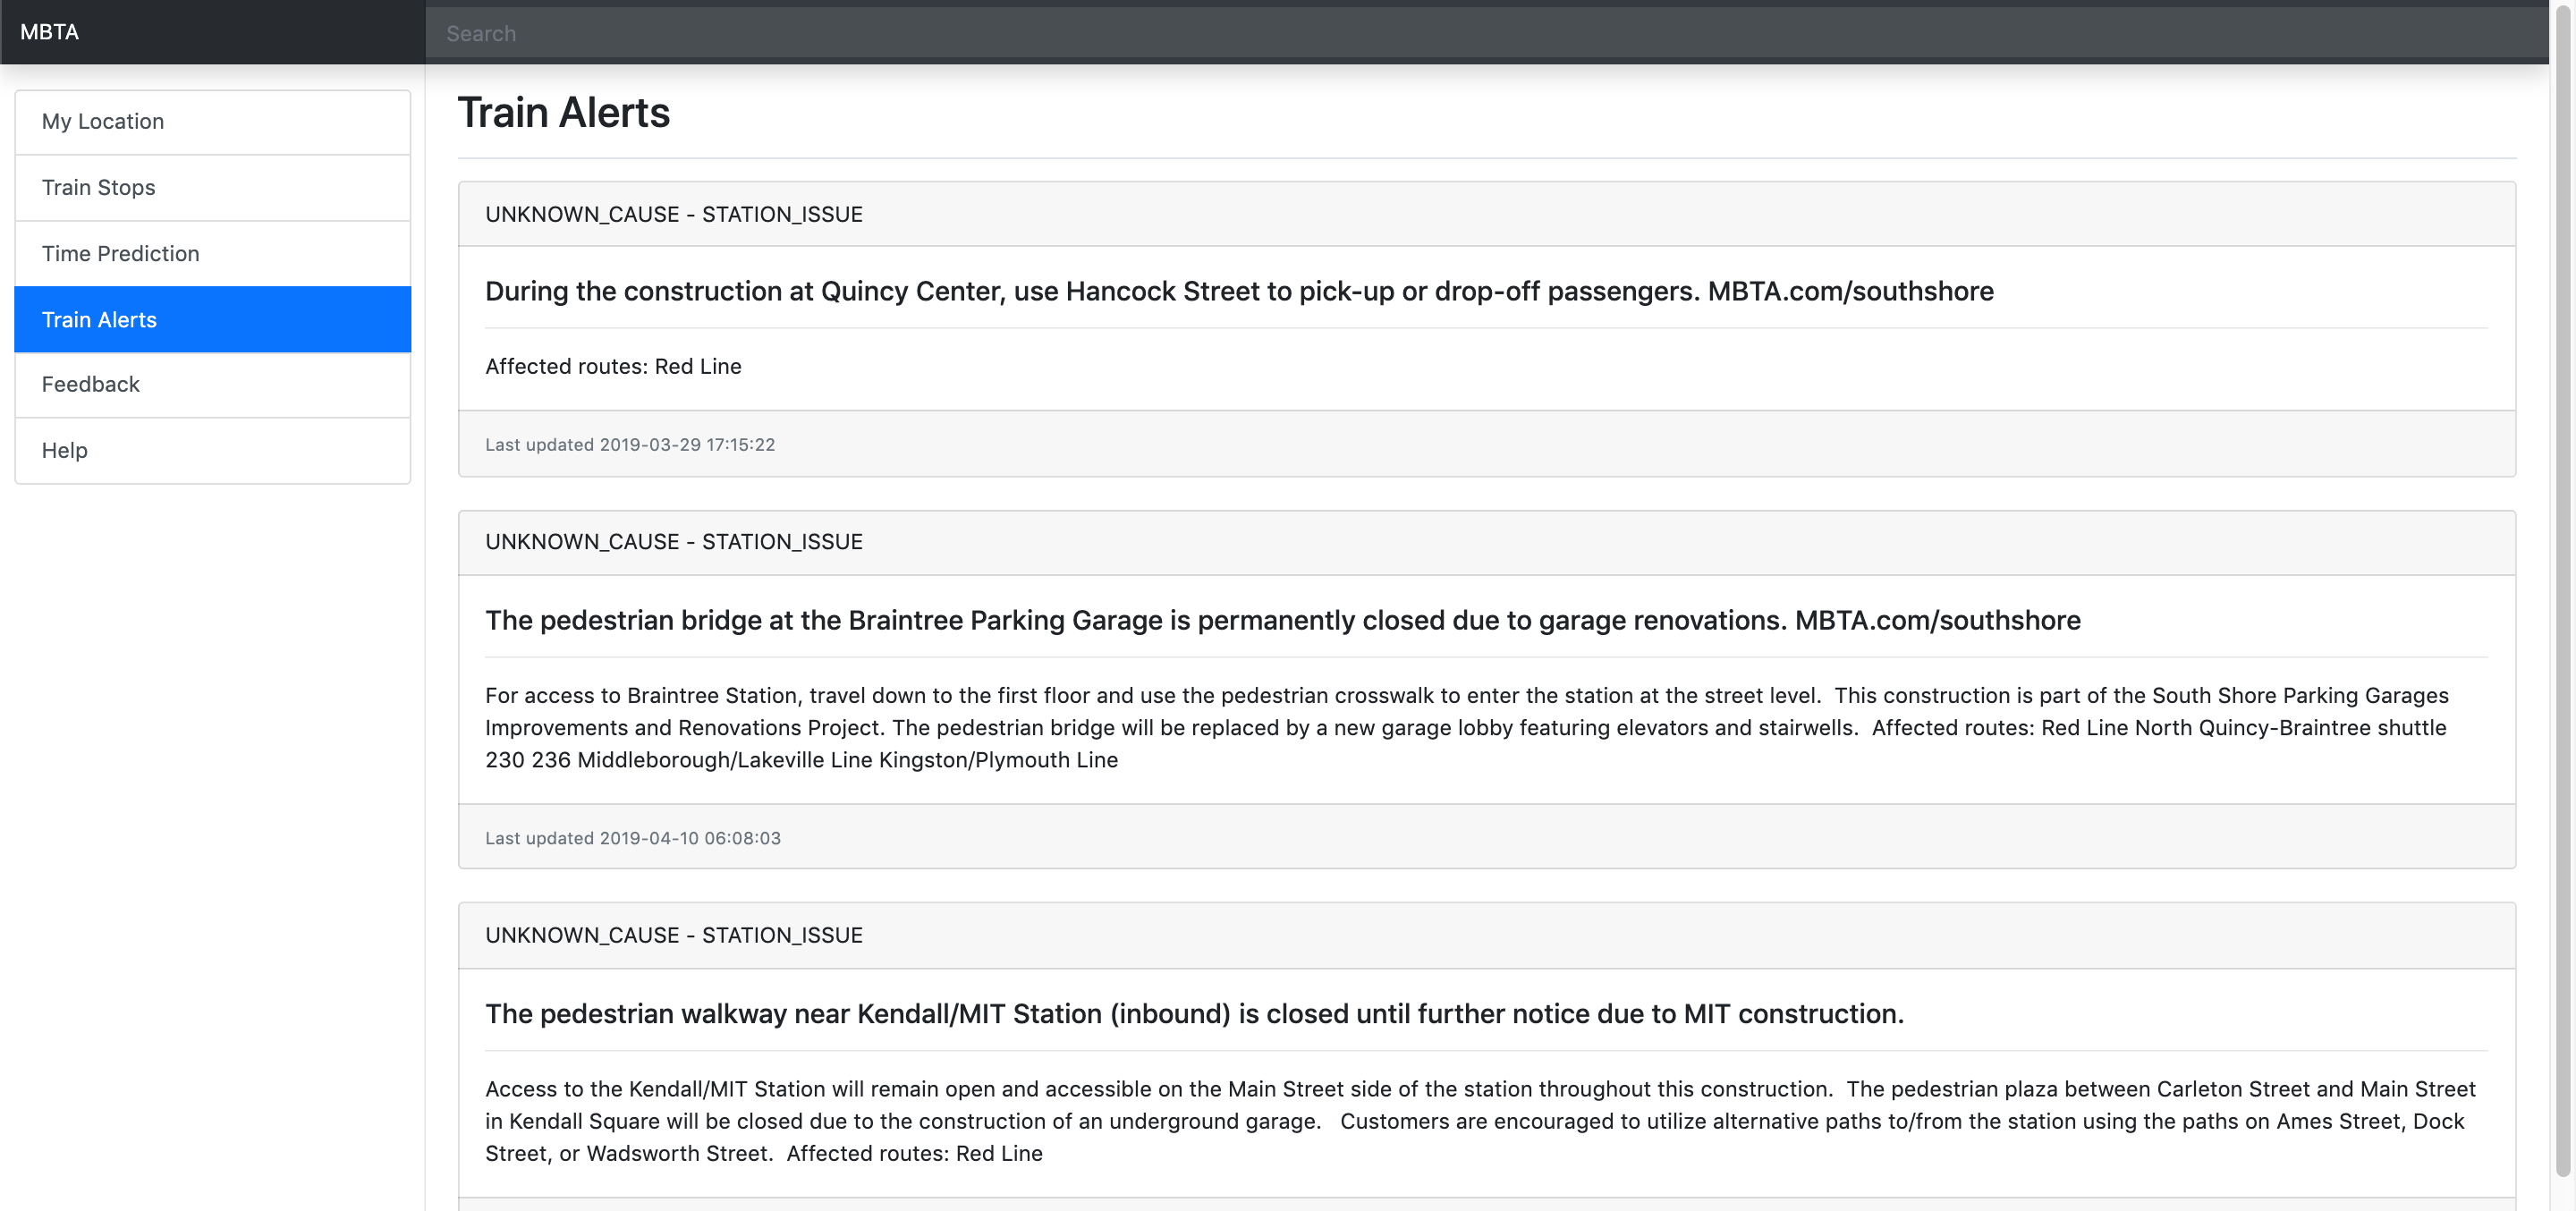 MBTA
Search
My Location
Train Stops
Time Prediction
Train Alerts
Feedback
Help
Train Alerts
UNKNOWN_CAUSE - STATION_ISSUE
During the construction at Quincy Center, use Hancock Street to pick-up or drop-off passengers. MBTA.com/southshore
Affected routes: Red Line
Last updated 2019-03-29 17:15:22
UNKNOWN_CAUSE - STATION_ISSUE
The pedestrian bridge at the Braintree Parking Garage is permanently closed due to garage renovations. MBTA.com/southshore
For access to Braintree Station, travel down to the first floor and use the pedestrian crosswalk to enter the station at the street level.  This construction is part of the South Shore Parking Garages
Improvements and Renovations Project. The pedestrian bridge will be replaced by a new garage lobby featuring elevators and stairwells.  Affected routes: Red Line North Quincy-Braintree shuttle
230 236 Middleborough/Lakeville Line Kingston/Plymouth Line
Last updated 2019-04-10 06:08:03
UNKNOWN_CAUSE - STATION_ISSUE
The pedestrian walkway near Kendall/MIT Station (inbound) is closed until further notice due to MIT construction.
Access to the Kendall/MIT Station will remain open and accessible on the Main Street side of the station throughout this construction.  The pedestrian plaza between Carleton Street and Main Street
in Kendall Square will be closed due to the construction of an underground garage.   Customers are encouraged to utilize alternative paths to/from the station using the paths on Ames Street, Dock
Street, or Wadsworth Street.  Affected routes: Red Line